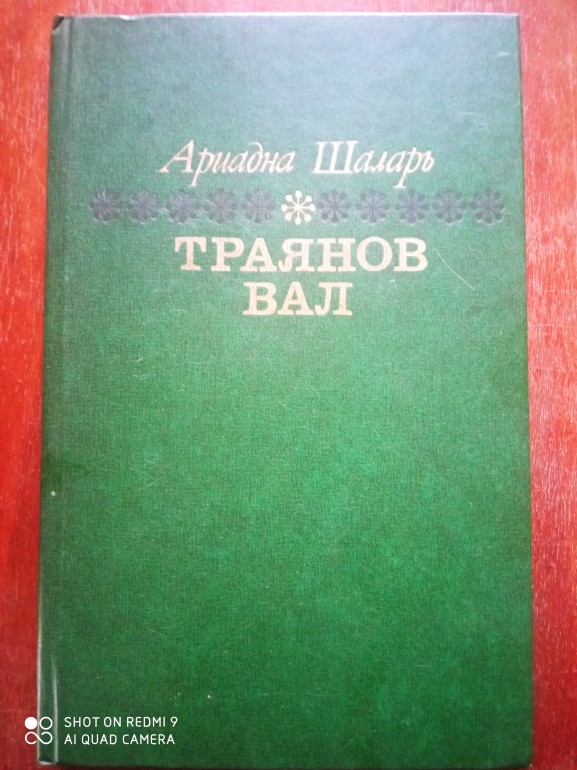 Ариадна Шаларь
ТРАЯНОВ
ВАЛ
SHOT ON REDMI 9
AI QUAD CAMERA